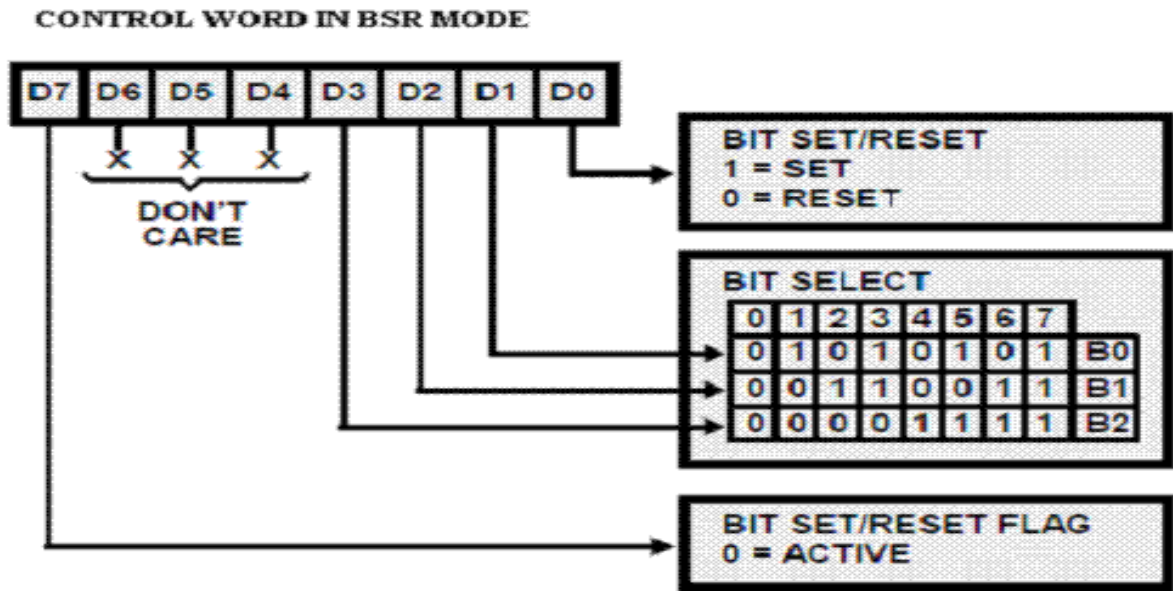 CONTROL WORD IN BSR MODE
D7 D6 D5 D4 D3 D2 D1 D0
X X X
DON'T
CARE
BIT SET/RESET
1 = SET
0 = RESET
BIT SELECT
0 1 2 3 4 5 6 7
0 1 0 1 0 1 0 1 B0
0 0 1 1 0 0 1 1 B1
0 0 0 0 1 1 1 1 B2
BIT SET/RESET FLAG
0 = ACTIVE